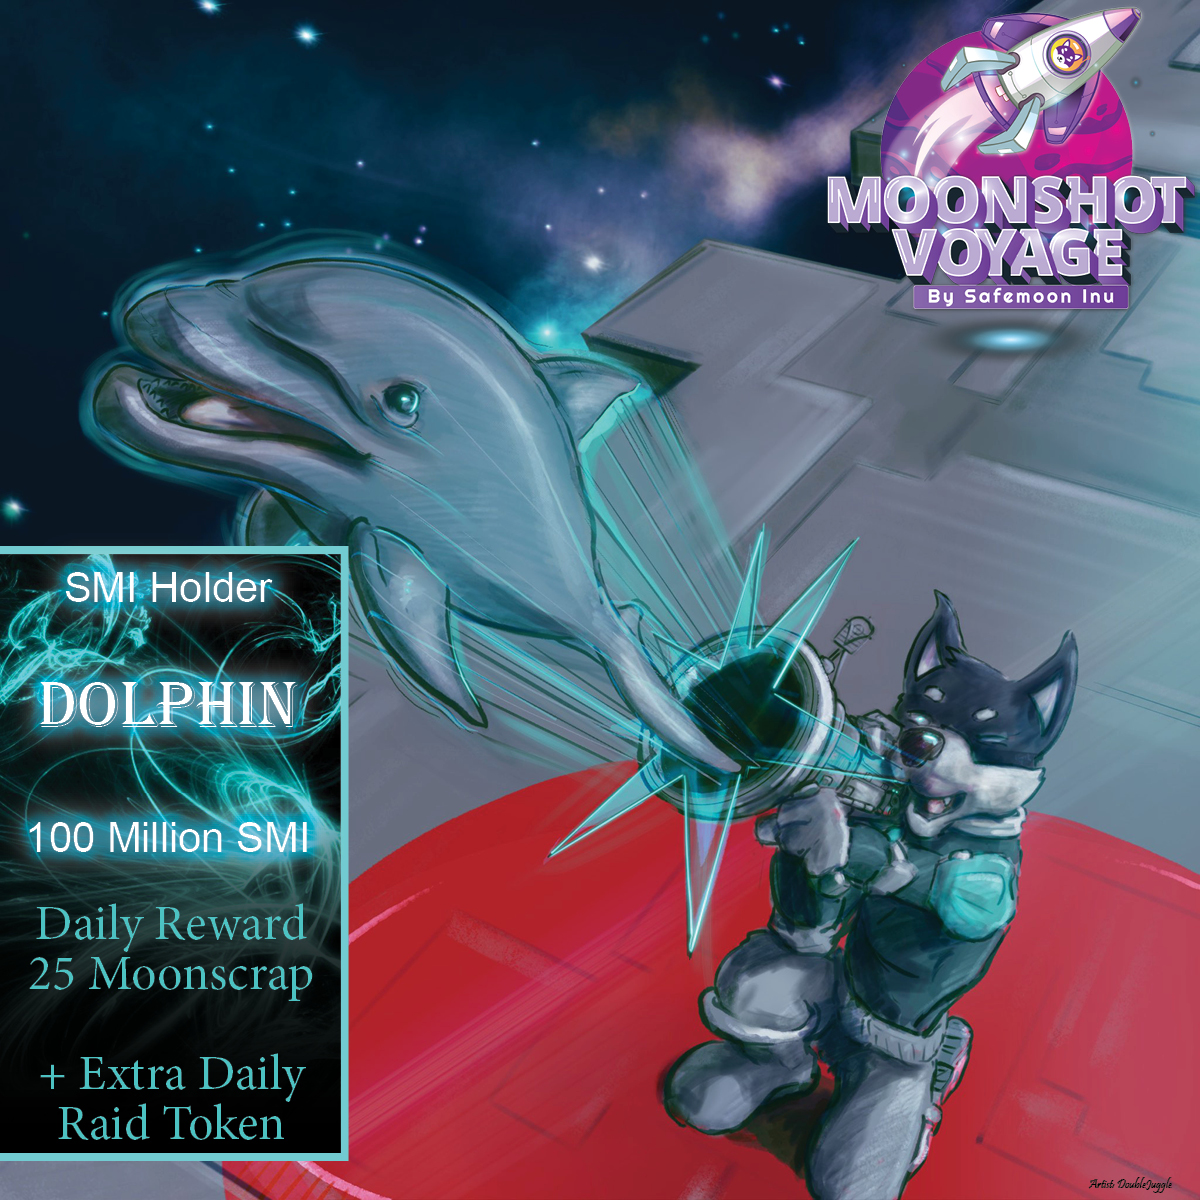 MOONSHOT
VOYAGE
By Safemoon Inu
SMI Holder
DOLPHIN
100 Million SMI
Daily Reward
25 Moonscrap
+ Extra Daily
Raid Token
Artist: DoubleJuggle